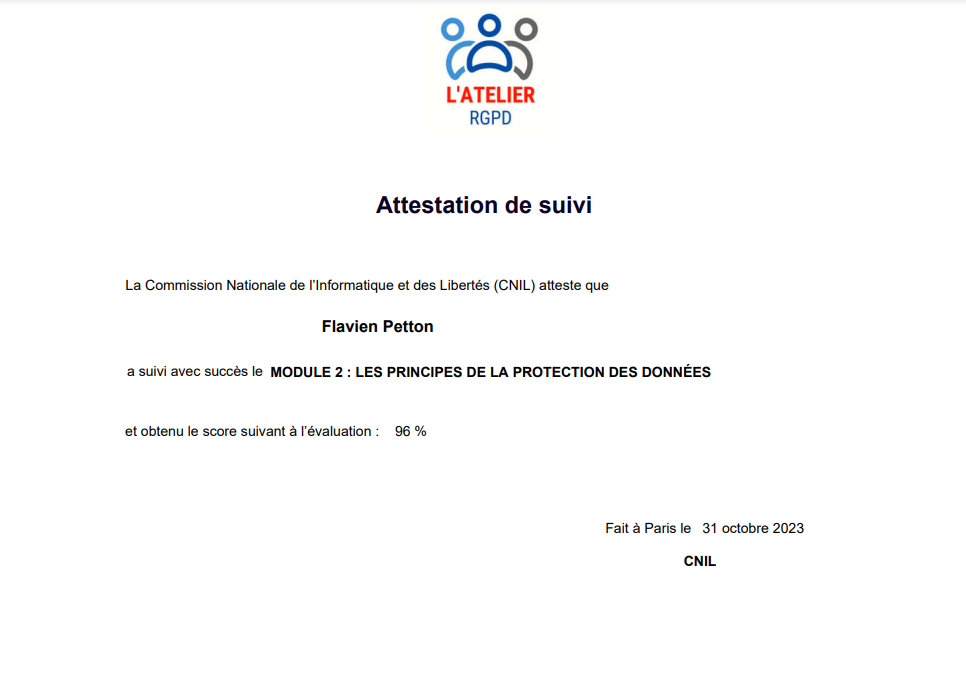 L'ATELIER
RGPD
Attestation de suivi
La Commission Nationale de l'Informatique et des Libertés (CNIL) atteste que
Flavien Petton
a suivi avec succès le MODULE 2 : LES PRINCIPES DE LA PROTECTION DES DONNÉES
et obtenu le score suivant à l'évaluation : 96 %
Fait à Paris le 31 octobre 2023
CNIL